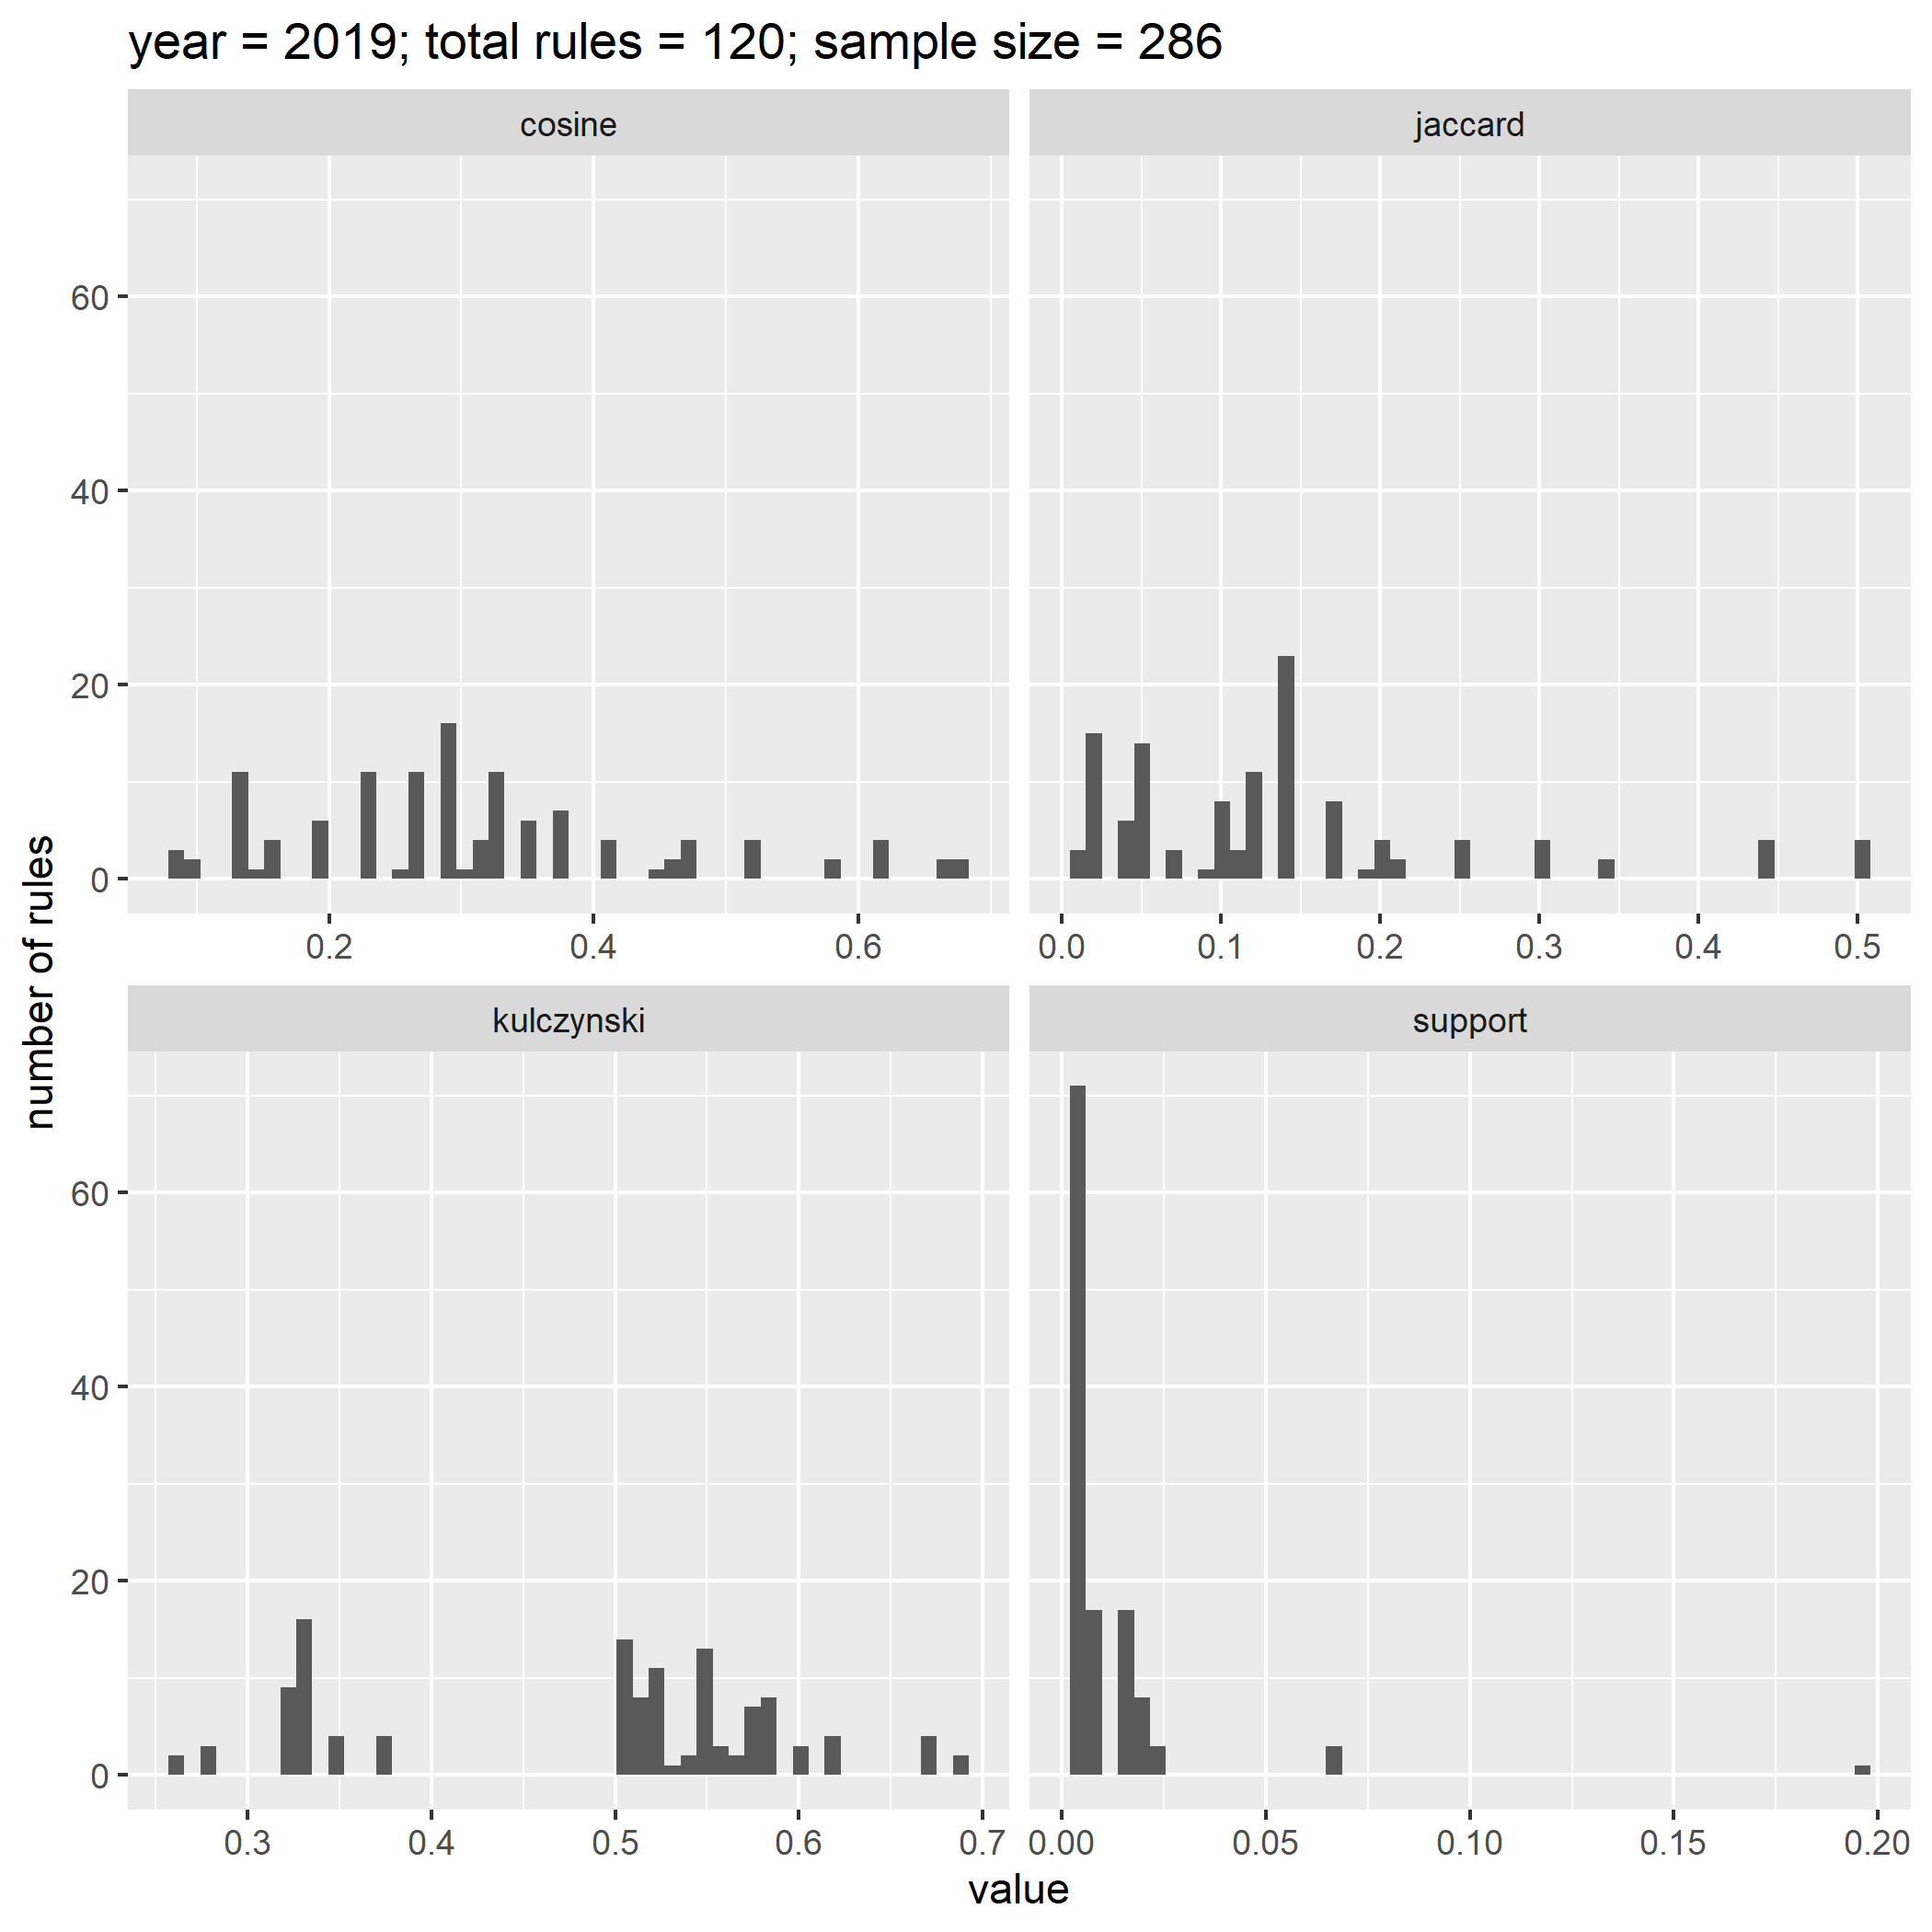 year = 2019; total rules = 120; sample size = 286
cosine
jaccard
60
40
20
0
0.2 0.4 0.6
0.0 0.1 0.2 0.3 0.4 0.5
number of rules
kulczynski
support
60
40
20
0
0.3 0.4 0.5 0.6 0.7
0.00 0.05 0.10 0.15 0.20
value